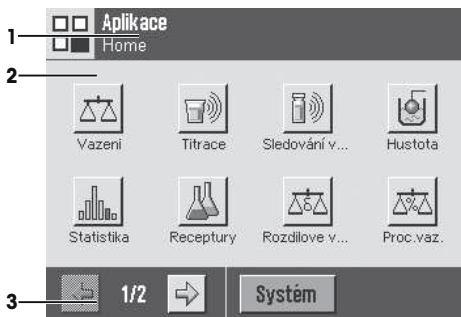 Aplikace
1
Home
2
Vazeni Titrace Sledování v... Hustota
Statistika Receptury Rozdilove v... Proc.vaz.
3 1/2 Systém